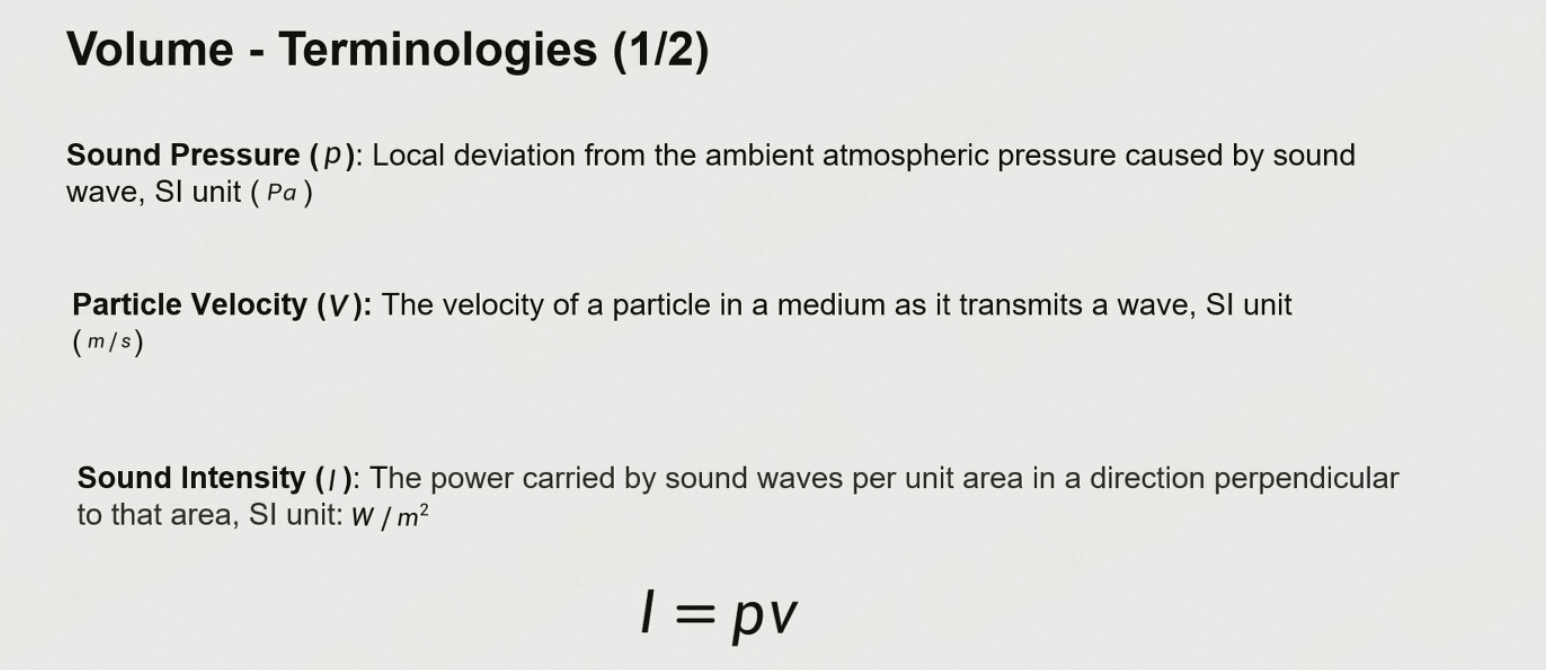 Volume - Terminologies (1/2)
Sound Pressure (p): Local deviation from the ambient atmospheric pressure caused by sound
wave, SI unit ( Pa )
Particle Velocity (V): The velocity of a particle in a medium as it transmits a wave, SI unit
( m / s )
Sound Intensity (I): The power carried by sound waves per unit area in a direction perpendicular
to that area, SI unit: W / m²
I = pv